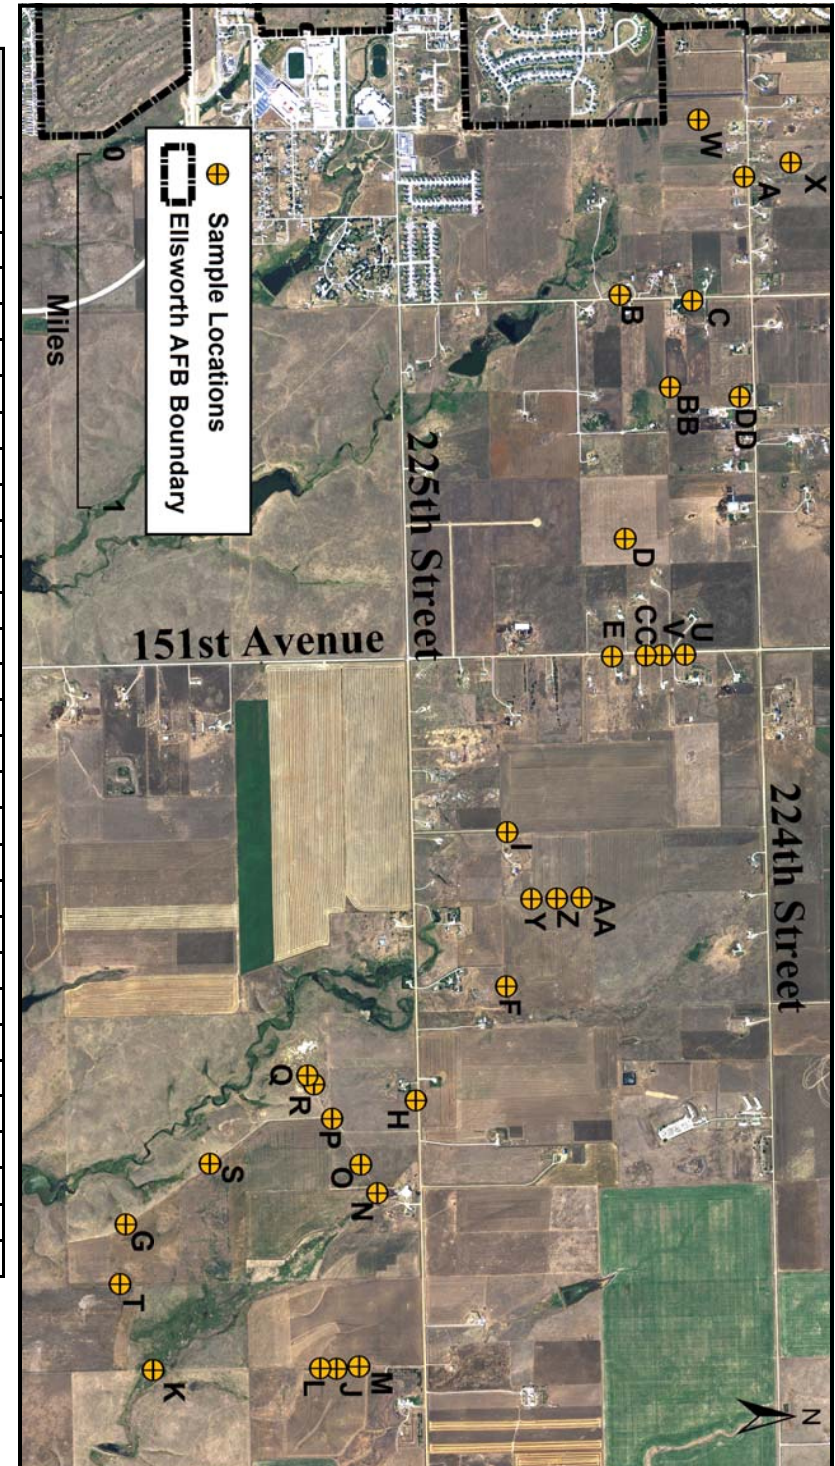 X
W
A
C
B
DD
BB
D
U
V
CC
E
224th Street
225th Street
151st Avenue
I
AA
Z
Y
F
H
Q
R
P
O
N
S
G
T
M
J
L
K
N
Sample Locations
Ellsworth AFB Boundary
0 1
Miles